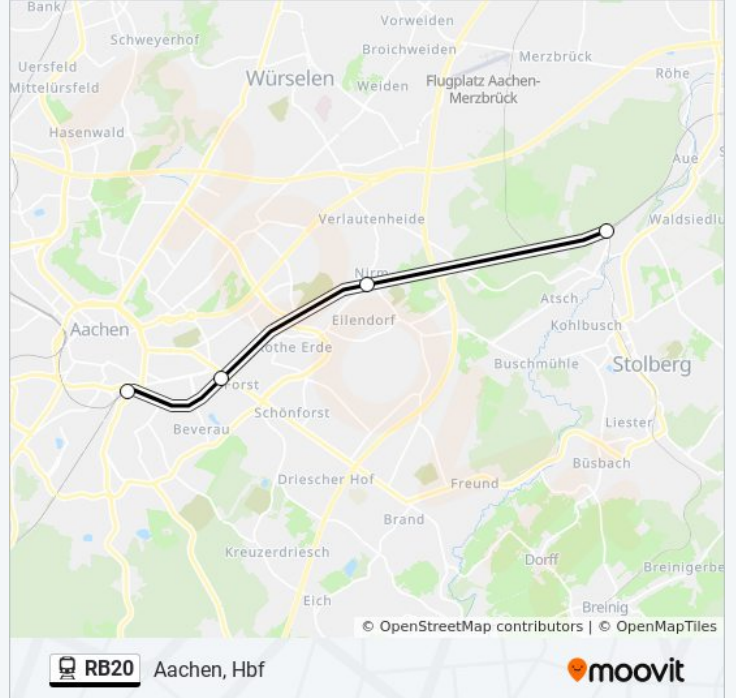 Bank
Vorweiden
Schweyerhof
Broichweiden
Uersfeld
Merzbrück
Mittelürsfeld
Würselen
Weiden
Flugplatz Aachen-
Merzbrück
Röhe
Hasenwald
Aue
Verlautenheide
Waldsiedlu
Nirm
Atsch
Eilendorf
Kohlbusch
Aachen
othe Erde
Buschmühle
Stolberg
Forst
Schönforst
Beverau
Liester
Büsbach
Driescher Hof
Freund
Brand
Kreuzerdriesch
Dorff
Breinigerbe
Eich
Breinig
© OpenStreetMap contributors | © OpenMapTiles
RB20 Aachen, Hbf
moovit